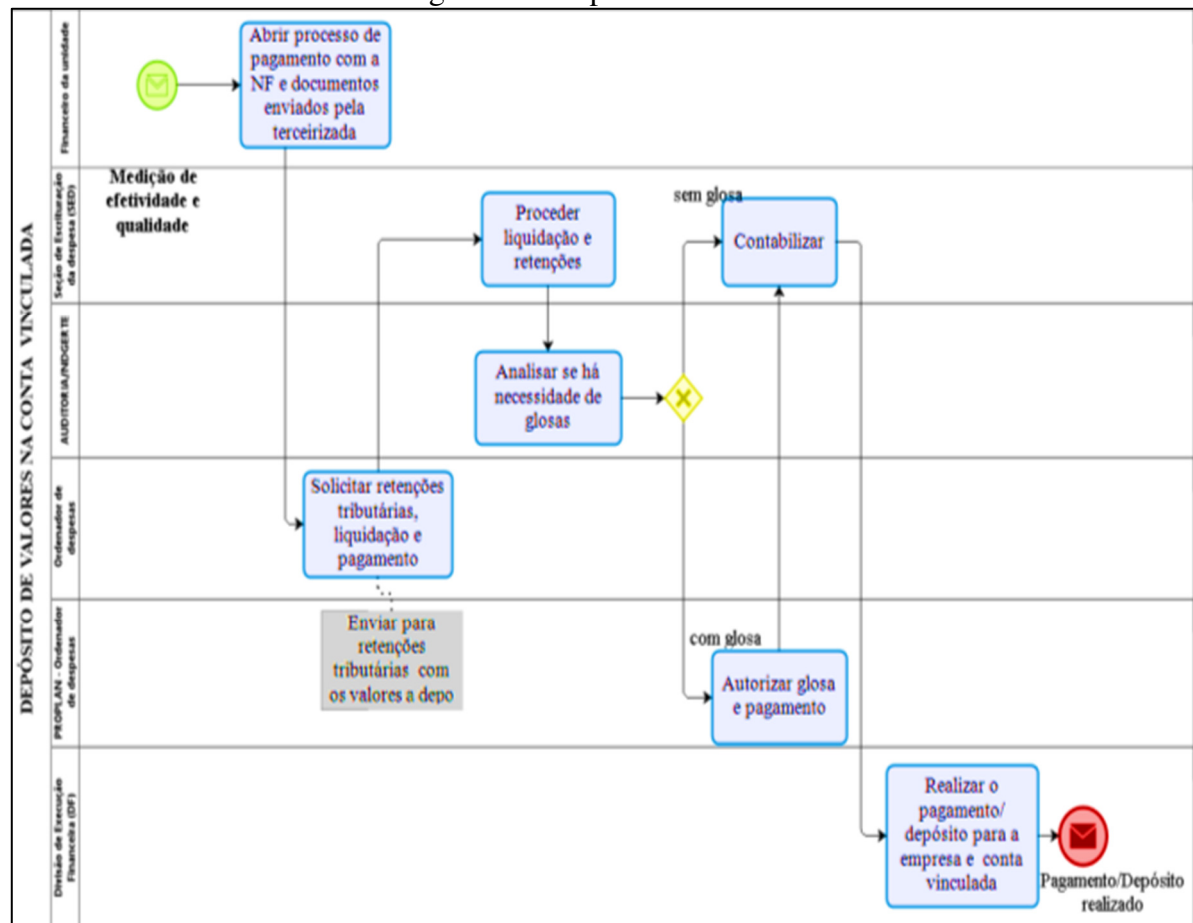 DEPÓSITO DE VALORES NA CONTA VINCULADA
Financeiro da unidade
Abrir processo de
pagamento com a
NF e documentos
enviados pela
terceirizada
Seção de Escrituração
da despesa (SED)
Medição de
efetividade e
qualidade
Proceder
liquidação e
retenções
sem glosa
Contabilizar
AUDITORIA/NDGERTE
Analisar se há
necessidade de
glosas
Ordenador de
despesas
Solicitar retenções
tributárias,
liquidação e
pagamento
PROPLAN - Ordenador
de despesas
Enviar para
retenções
tributárias com
os valores a depo
com glosa
Autorizar glosa
e pagamento
Divisão de Execução
Financeira (DF)
Realizar o
pagamento/
depósito para a
empresa e conta
vinculada
Pagamento/Depósito
realizado